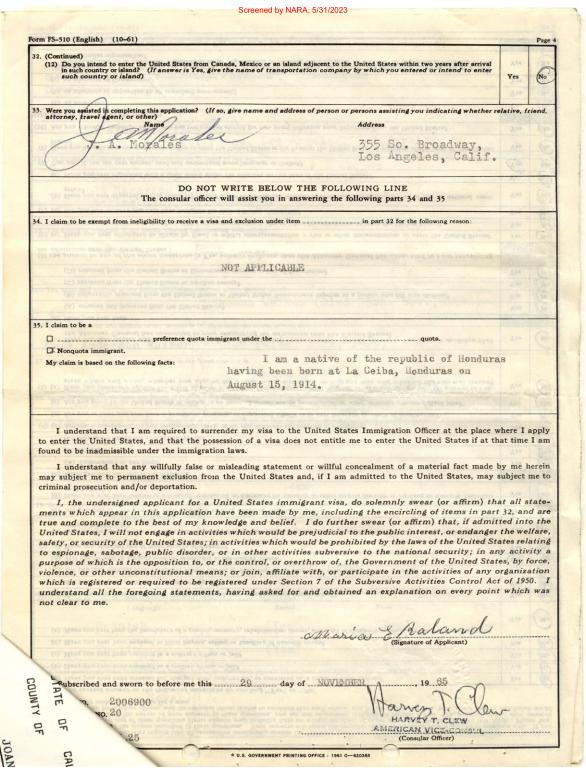 Screened by NARA, 5/31/2023
Form FS-510 (English) (10-61) Page 4
32. (Continued)
(12) Do you intend to enter the United States from Canada, Mexico or an island adjacent to the United States within two years after arrival
in such country or island? (If answer is Yes, give the name of transportation company by which you entered or intend to enter
such country or island)
Yes No
33. Were you assisted in completing this application? (If so, give name and address of person or persons assisting you indicating whether relative, friend,
attorney, travel agent, or other)
Name Address
J. A. Morales
J. A. Morales 355 So. Broadway,
Los Angeles, Calif.
DO NOT WRITE BELOW THE FOLLOWING LINE
The consular officer will assist you in answering the following parts 34 and 35
34. I claim to be exempt from ineligibility to receive a visa and exclusion under item in part 32 for the following reason:
NOT APPLICABLE
35. I claim to be a
preference quota immigrant under the quota.
Nonquota immigrant.
My claim is based on the following facts: I am a native of the republic of Honduras
having been born at La Ceiba, Honduras on
August 15, 1914.
I understand that I am required to surrender my visa to the United States Immigration Officer at the place where I apply
to enter the United States, and that the possession of a visa does not entitle me to enter the United States if at that time I am
found to be inadmissible under the immigration laws.
I understand that any willfully false or misleading statement or willful concealment of a material fact made by me herein
may subject me to permanent exclusion from the United States and, if I am admitted to the United States, may subject me to
criminal prosecution and/or deportation.
I, the undersigned applicant for a United States immigrant visa, do solemnly swear (or affirm) that all state-
ments which appear in this application have been made by me, including the encircling of items in part 32, and are
true and complete to the best of my knowledge and belief. I do further swear (or affirm) that, if admitted into the
United States, I will not engage in activities which would be prejudicial to the public interest, or endanger the welfare,
safety, or security of the United States; in activities which would be prohibited by the laws of the United States relating
to espionage, sabotage, public disorder, or in other activities subversive to the national security; in any activity a
purpose of which is the opposition to, or the control, or overthrow of, the Government of the United States, by force,
violence, or other unconstitutional means; or join, affiliate with, or participate in the activities of any organization
which is registered or required to be registered under Section 7 of the Subversive Activities Control Act of 1950. I
understand all the foregoing statements, having asked for and obtained an explanation on every point which was
not clear to me.
Maria E Raland
(Signature of Applicant)
Subscribed and sworn to before me this 29 day of NOVEMBER, 19 65
2006900
NO. 20
Harvey T. Clew
HARVEY T. CLEW
AMERICAN VICE-CONSUL
.25
(Consular Officer)
STATE OF CAL
COUNTY OF
JOAN
★ U.S. GOVERNMENT PRINTING OFFICE : 1961 O—620385